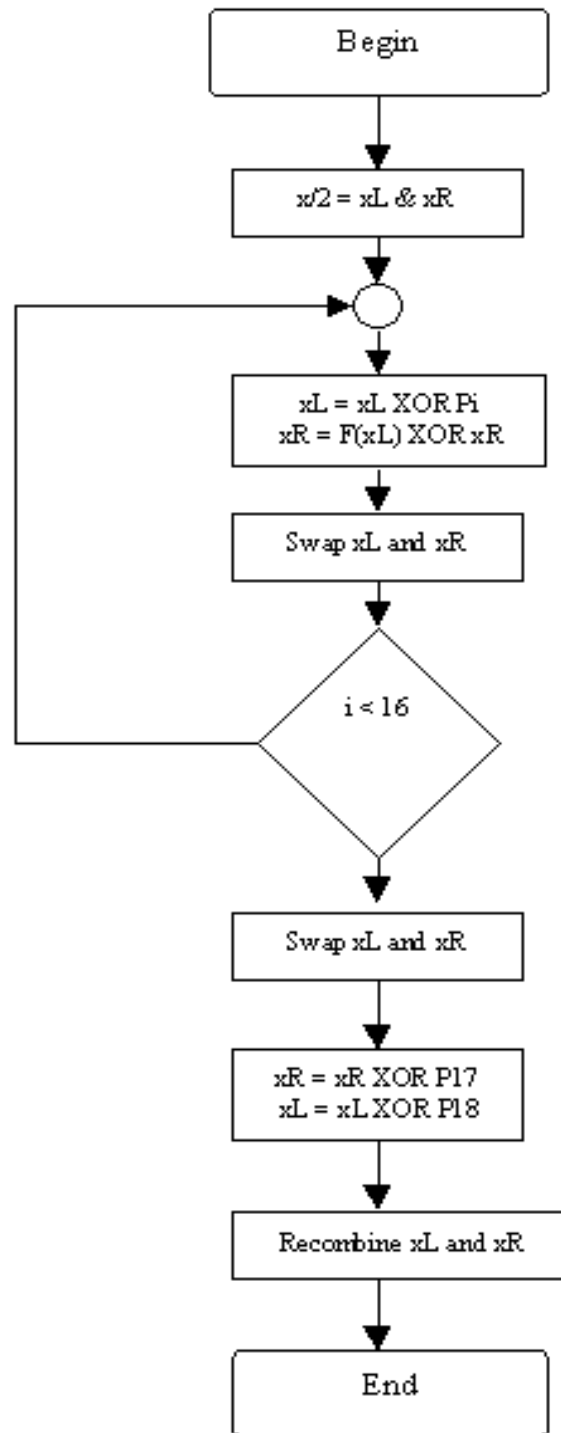 Begin
x/2 = xL & xR
xL = xL XOR Pi
xR = F(xL) XOR xR
Swap xL and xR
i < 16
Swap xL and xR
xR = xR XOR P17
xL = xL XOR P18
Recombine xL and xR
End